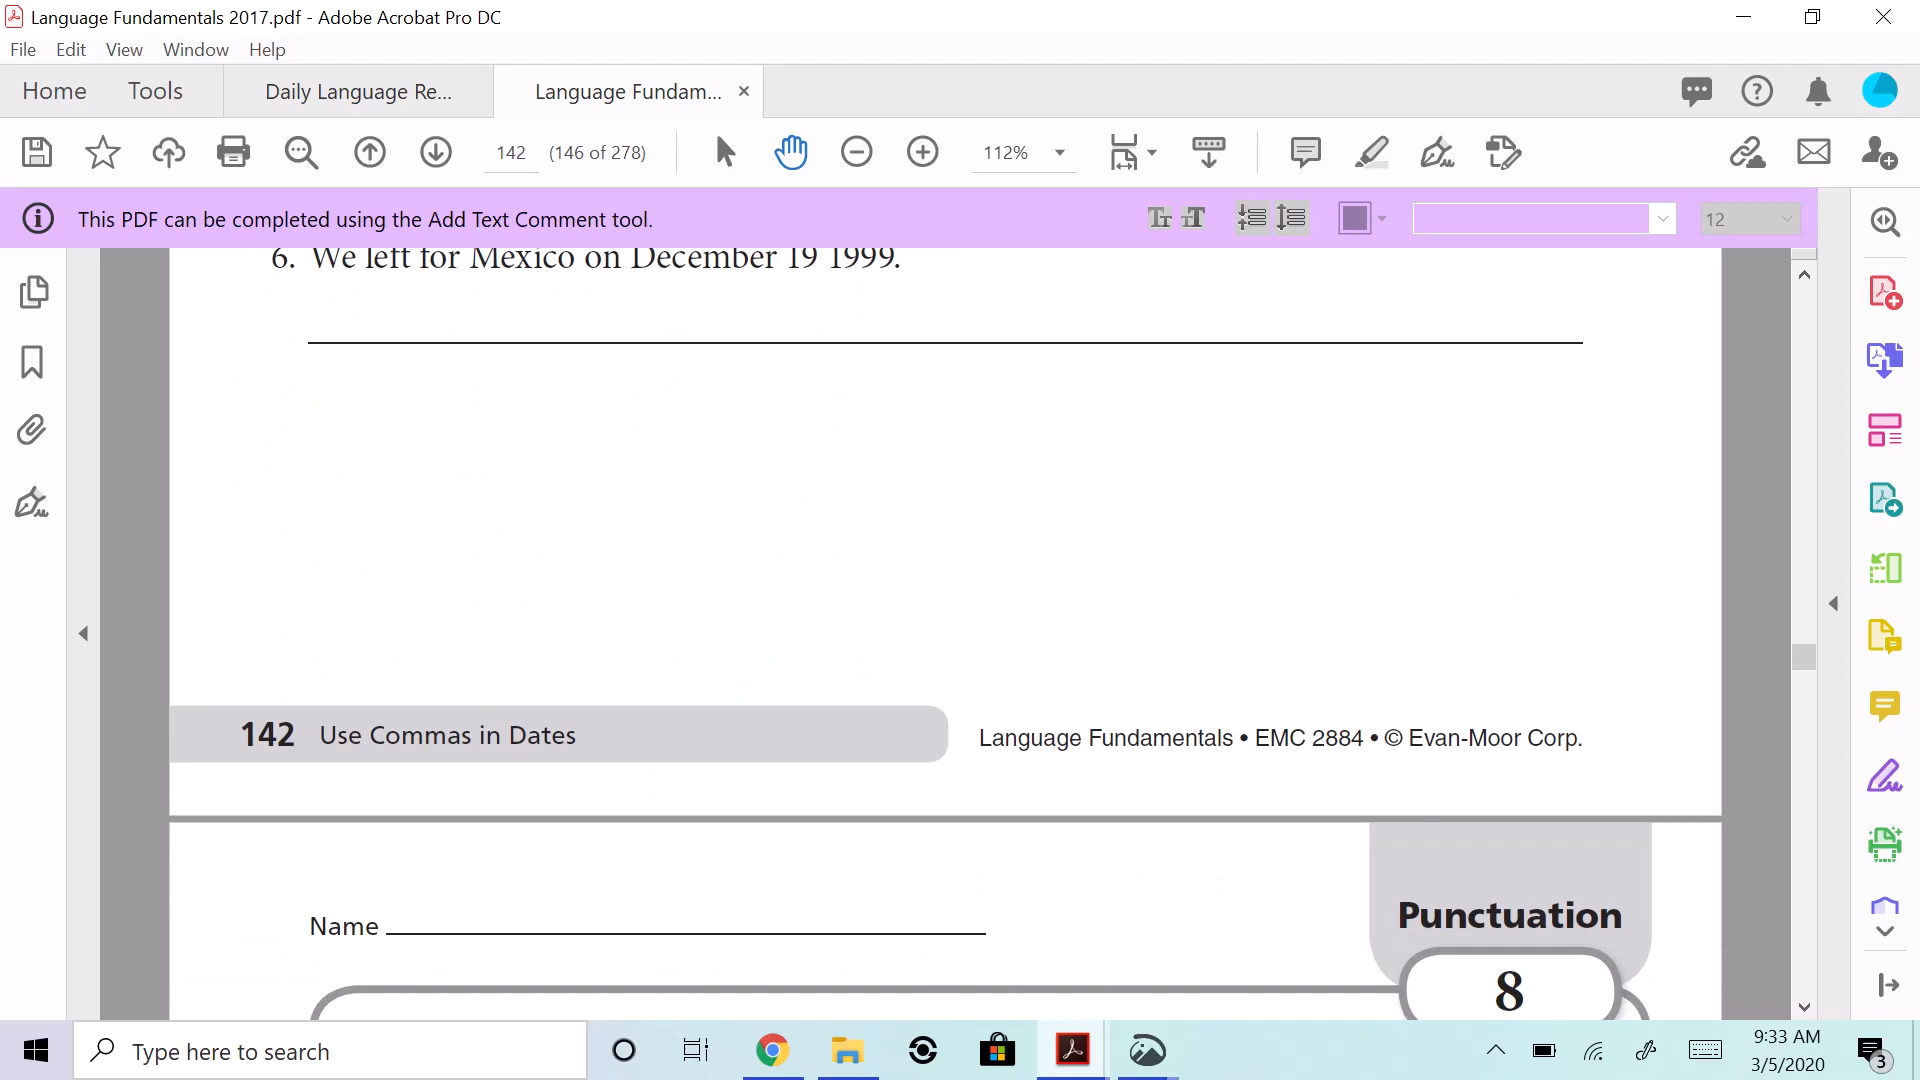 Language Fundamentals 2017.pdf - Adobe Acrobat Pro DC
File Edit View Window Help
Home Tools Daily Language Re... Language Fundam... ×
142 (146 of 278) 112%
This PDF can be completed using the Add Text Comment tool. 12
6. We left for Mexico on December 19 1999.
142 Use Commas in Dates
Language Fundamentals • EMC 2884 • © Evan-Moor Corp.
Punctuation
Name
8
Type here to search
9:33 AM
3/5/2020
3